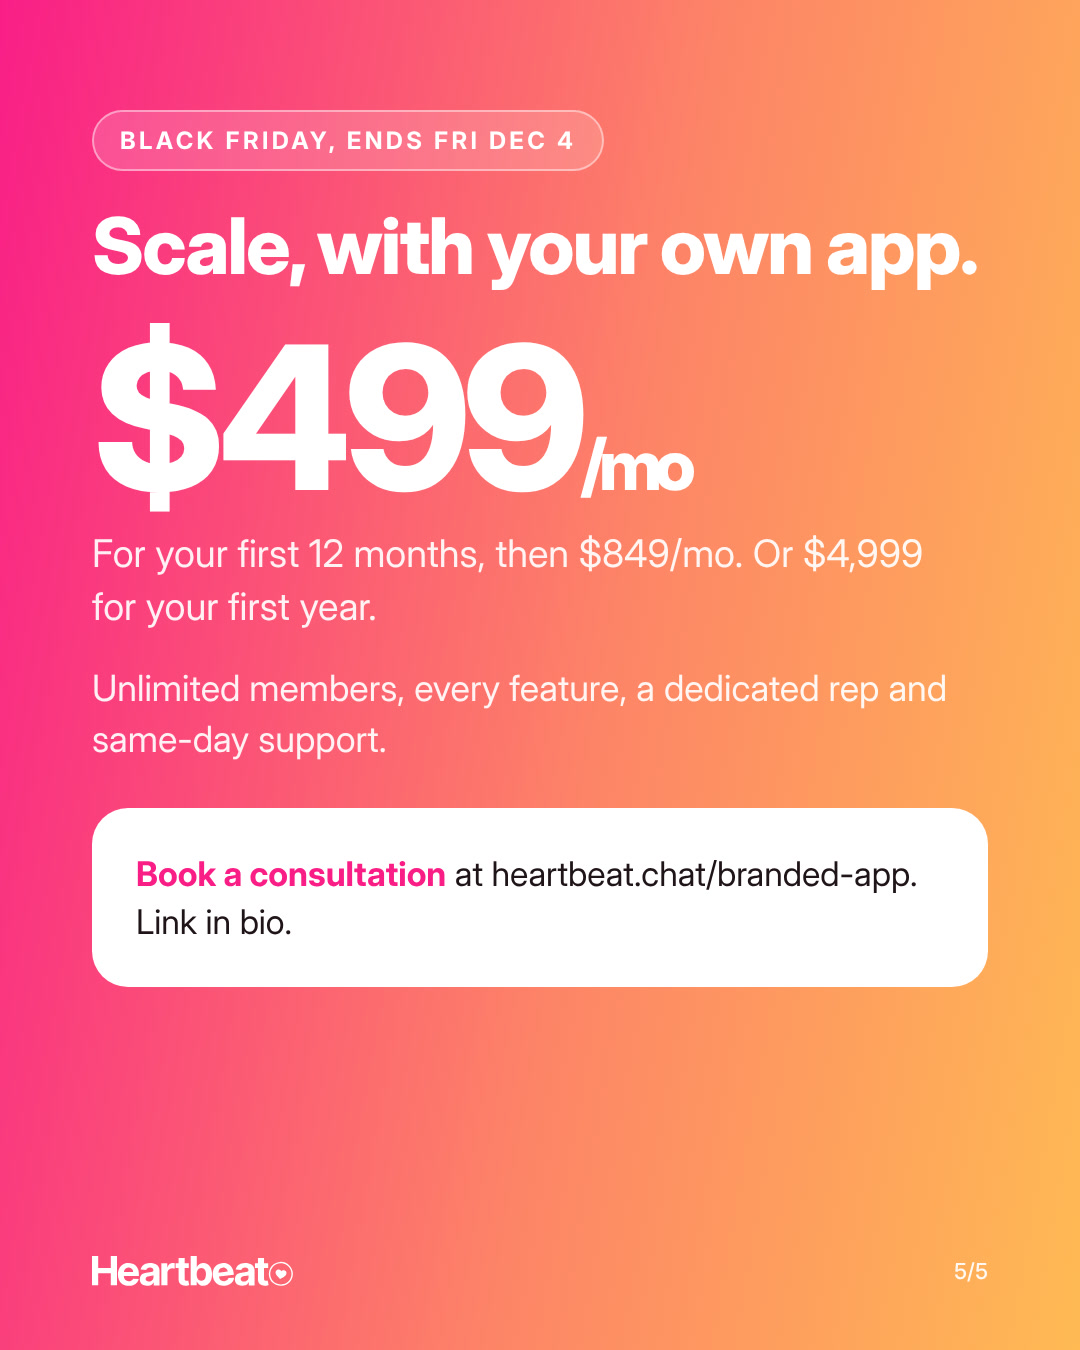 BLACK FRIDAY, ENDS FRI DEC 4
Scale, with your own app.
$499/mo
For your first 12 months, then $849/mo. Or $4,999
for your first year.
Unlimited members, every feature, a dedicated rep and
same-day support.
Book a consultation at heartbeat.chat/branded-app.
Link in bio.
Heartbeat
5/5